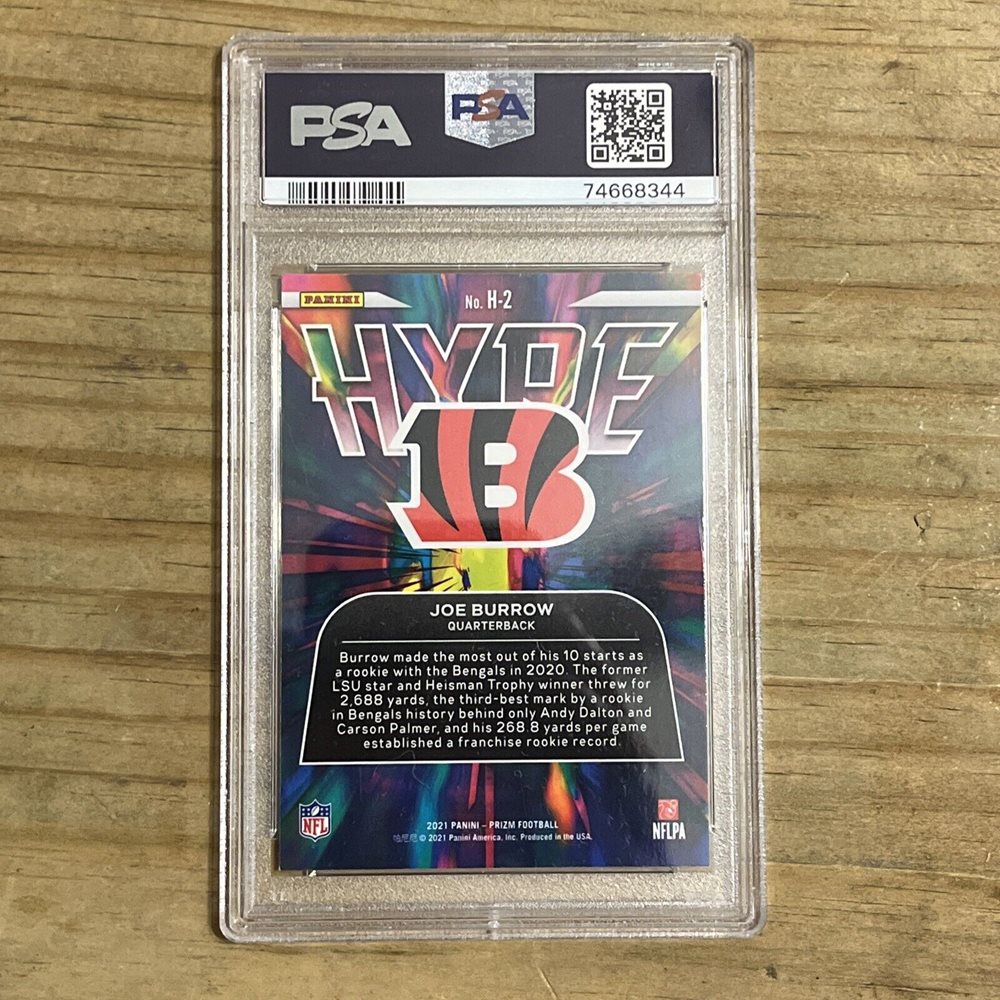 PSA
PSA
74668344
PANINI
No. H-2
HYPE
B
JOE BURROW
QUARTERBACK
Burrow made the most out of his 10 starts as
a rookie with the Bengals in 2020. The former
LSU star and Heisman Trophy winner threw for
2,688 yards, the third-best mark by a rookie
in Bengals history behind only Andy Dalton and
Carson Palmer, and his 268.8 yards per game
established a franchise rookie record.
NFL
2021 PANINI – PRIZM FOOTBALL
© 2021 Panini America, Inc. Produced in the USA.
NFLPA